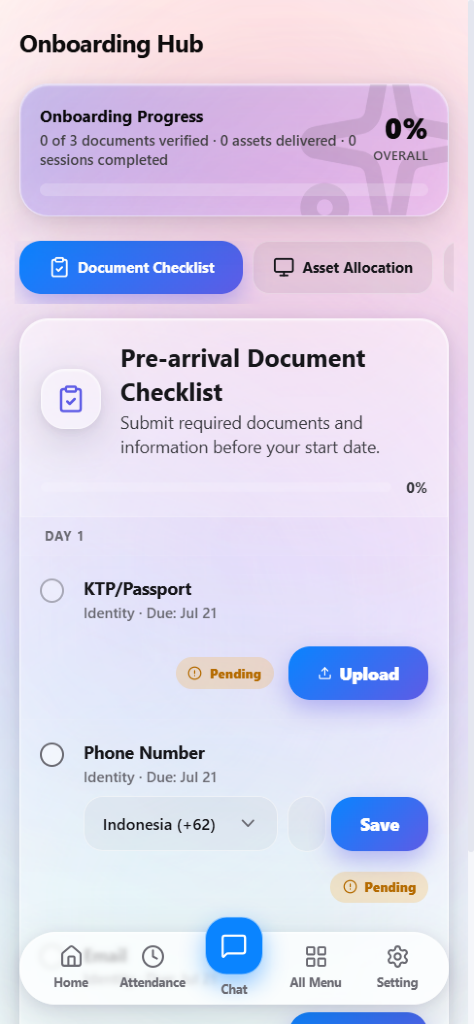 Onboarding Hub
Onboarding Progress
0 of 3 documents verified · 0 assets delivered · 0
sessions completed
0%
OVERALL
Document Checklist
Asset Allocation
Pre-arrival Document
Checklist
Submit required documents and
information before your start date.
0%
DAY 1
KTP/Passport
Identity · Due: Jul 21
Pending
Upload
Phone Number
Identity · Due: Jul 21
Indonesia (+62)
Save
Pending
Email
Home
Attendance
Chat
All Menu
Setting